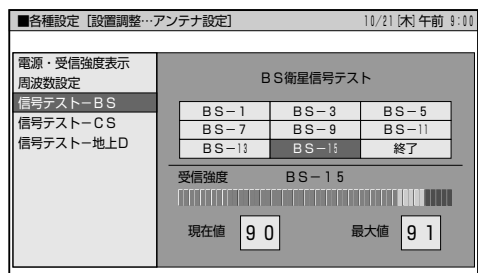 ■各種設定［設置調整…アンテナ設定］ 10/21[木]午前 9:00
電源・受信強度表示
周波数設定
信号テスト－ＢＳ
信号テスト－ＣＳ
信号テスト－地上Ｄ
ＢＳ衛星信号テスト
ＢＳ－１ ＢＳ－３ ＢＳ－５
ＢＳ－７ ＢＳ－９ ＢＳ－11
ＢＳ－13 ＢＳ－15 終了
受信強度 ＢＳ－１５
現在値 ９０ 最大値 ９１